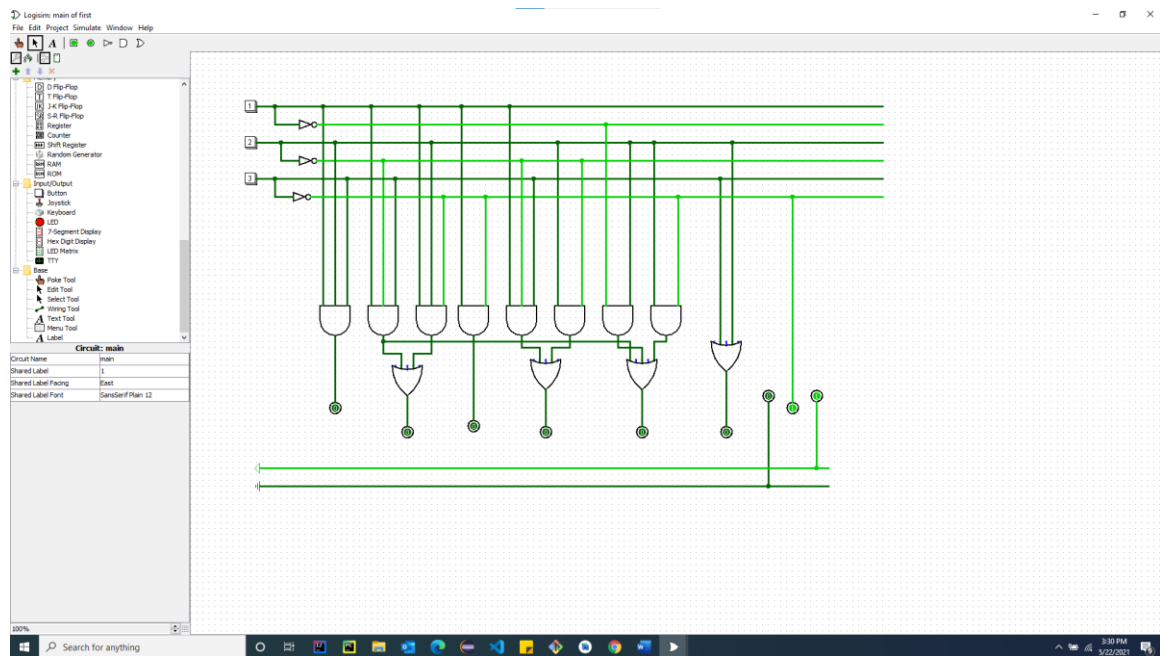 Logisim: main of first
File Edit Project Simulate Window Help
A
D Flip-Flop
T Flip-Flop
J-K Flip-Flop
S-R Flip-Flop
Register
Counter
Shift Register
Random Generator
RAM
ROM
Input/Output
Button
Joystick
Keyboard
LED
7-Segment Display
Hex Digit Display
LED Matrix
TTY
Base
Poke Tool
Edit Tool
Select Tool
Wiring Tool
Text Tool
Menu Tool
Label
Circuit: main
Circuit Name main
Shared Label 1
Shared Label Facing East
Shared Label Font SansSerif Plain 12
100%
1
2
3
Search for anything
3:30 PM
5/22/2021